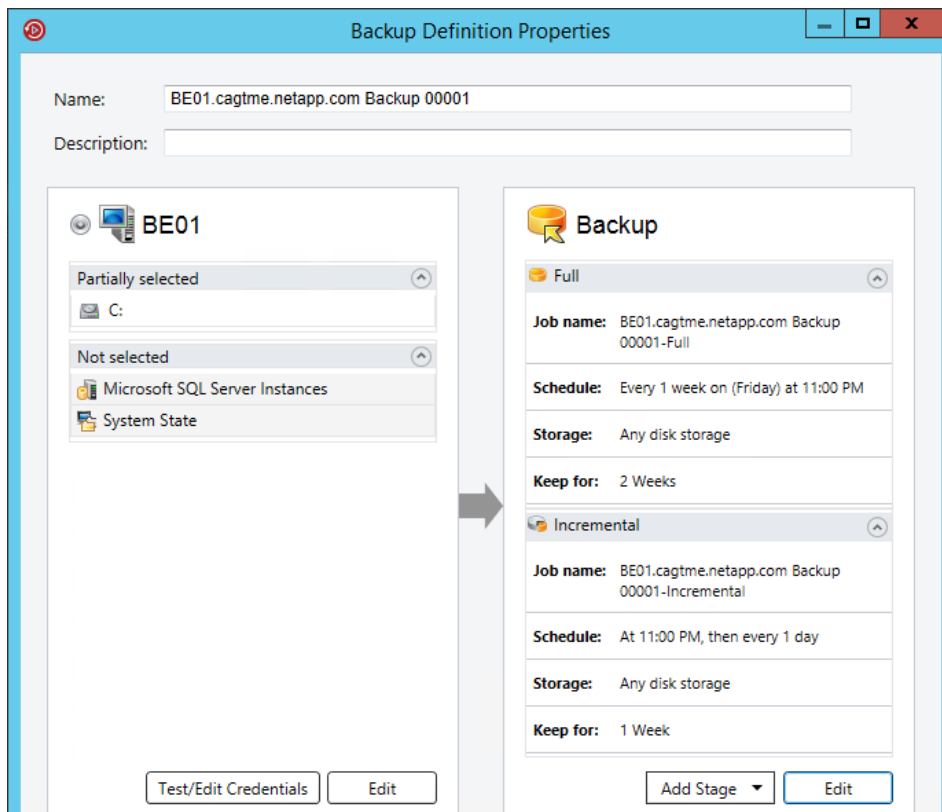 Backup Definition Properties
Name: BE01.cagtme.netapp.com Backup 00001
Description:
BE01
Partially selected
C:
Not selected
Microsoft SQL Server Instances
System State
Test/Edit Credentials
Edit
Backup
Full
Job name: BE01.cagtme.netapp.com Backup
00001-Full
Schedule: Every 1 week on (Friday) at 11:00 PM
Storage: Any disk storage
Keep for: 2 Weeks
Incremental
Job name: BE01.cagtme.netapp.com Backup
00001-Incremental
Schedule: At 11:00 PM, then every 1 day
Storage: Any disk storage
Keep for: 1 Week
Add Stage
Edit